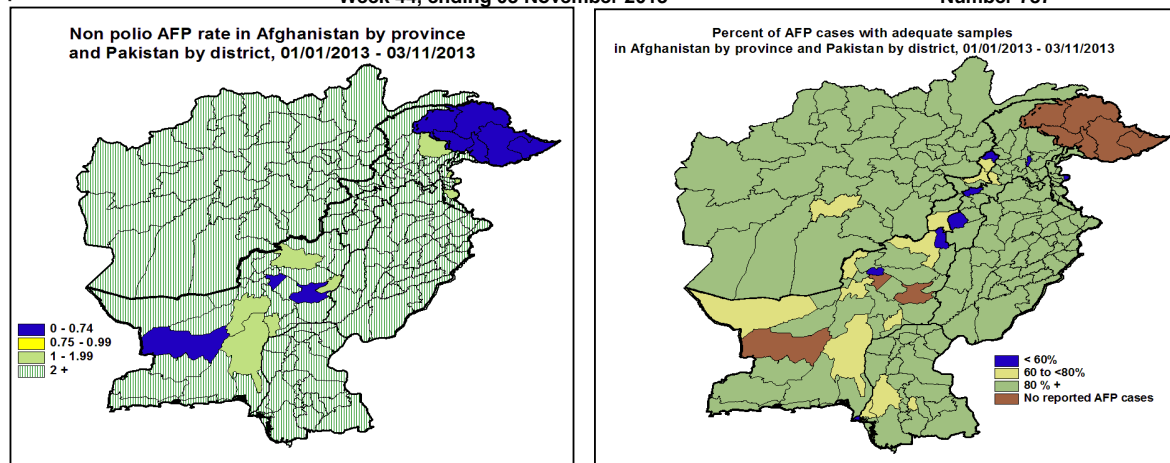 Non polio AFP rate in Afghanistan by province
and Pakistan by district, 01/01/2013 - 03/11/2013
0 - 0.74
0.75 - 0.99
1 - 1.99
2 +
Percent of AFP cases with adequate samples
in Afghanistan by province and Pakistan by district, 01/01/2013 - 03/11/2013
< 60%
60 to <80%
80 % +
No reported AFP cases